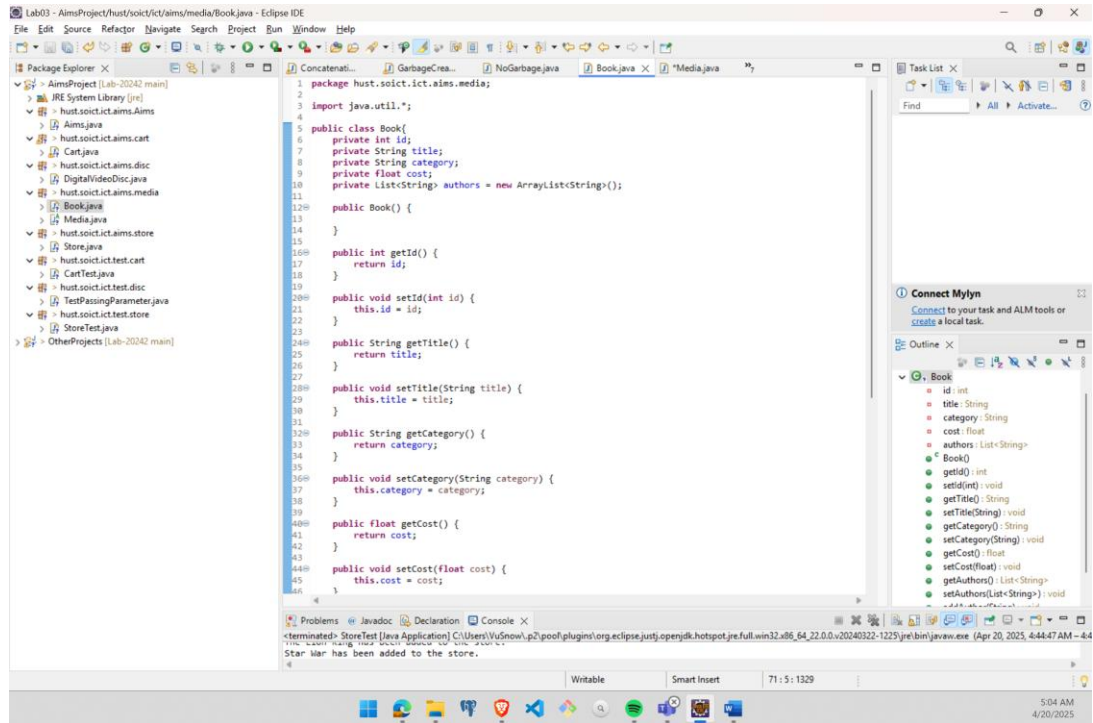 Lab03 - AimsProject/hust/soict/ict/aims/media/Book.java - Eclipse IDE
File Edit Source Refactor Navigate Search Project Run Window Help
Package Explorer
AimsProject [Lab-20242 main]
JRE System Library [jre]
> hust.soict.ict.aims.Aims
Aims.java
> hust.soict.ict.aims.cart
Cart.java
> hust.soict.ict.aims.disc
DigitalVideoDisc.java
> hust.soict.ict.aims.media
Book.java
Media.java
> hust.soict.ict.aims.store
Store.java
> hust.soict.ict.test.cart
CartTest.java
> hust.soict.ict.test.disc
TestPassingParameter.java
> hust.soict.ict.test.store
StoreTest.java
> OtherProjects [Lab-20242 main]
Concatenati... GarbageCrea... NoGarbage.java Book.java *Media.java »7
1 package hust.soict.ict.aims.media;
2
3 import java.util.*;
4
5 public class Book{
6 private int id;
7 private String title;
8 private String category;
9 private float cost;
10 private List<String> authors = new ArrayList<String>();
11
12 public Book() {
13
14 }
15
16 public int getId() {
17 return id;
18 }
19
20 public void setId(int id) {
21 this.id = id;
22 }
23
24 public String getTitle() {
25 return title;
26 }
27
28 public void setTitle(String title) {
29 this.title = title;
30 }
31
32 public String getCategory() {
33 return category;
34 }
35
36 public void setCategory(String category) {
37 this.category = category;
38 }
39
40 public float getCost() {
41 return cost;
42 }
43
44 public void setCost(float cost) {
45 this.cost = cost;
46 }
Task List
Find All Activate...
Connect Mylyn
Connect to your task and ALM tools or
create a local task.
Outline
Book
id : int
title : String
category : String
cost : float
authors : List<String>
Book()
getId() : int
setId(int) : void
getTitle() : String
setTitle(String) : void
getCategory() : String
setCategory(String) : void
getCost() : float
setCost(float) : void
getAuthors() : List<String>
setAuthors(List<String>) : void
addAuthor(String) : void
Problems Javadoc Declaration Console
<terminated> StoreTest [Java Application] C:\Users\VuSnow\.p2\pool\plugins\org.eclipse.justj.openjdk.hotspot.jre.full.win32.x86_64_22.0.0.v20240322-1225\jre\bin\javaw.exe (Apr 20, 2025, 4:44:47 AM – 4:4
The Lion King has been added to the store.
Star War has been added to the store.
Writable Smart Insert 71 : 5 : 1329
5:04 AM
4/20/2025